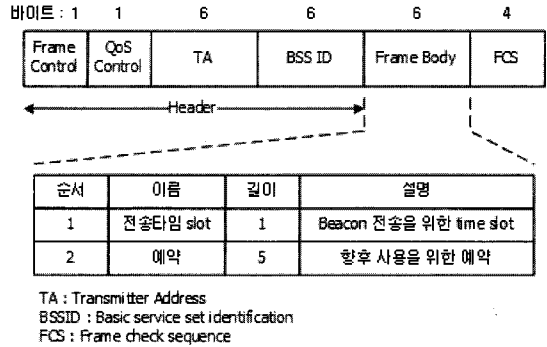 바이트 : 1 1 6 6 6 4
Frame Control QoS Control TA BSS ID Frame Body FCS
Header
순서 이름 길이 설명
1 전송타임 slot 1 Beacon 전송을 위한 time slot
2 예약 5 향후 사용을 위한 예약
TA : Transmitter Address
BSSID : Basic service set identification
FCS : Frame check sequence